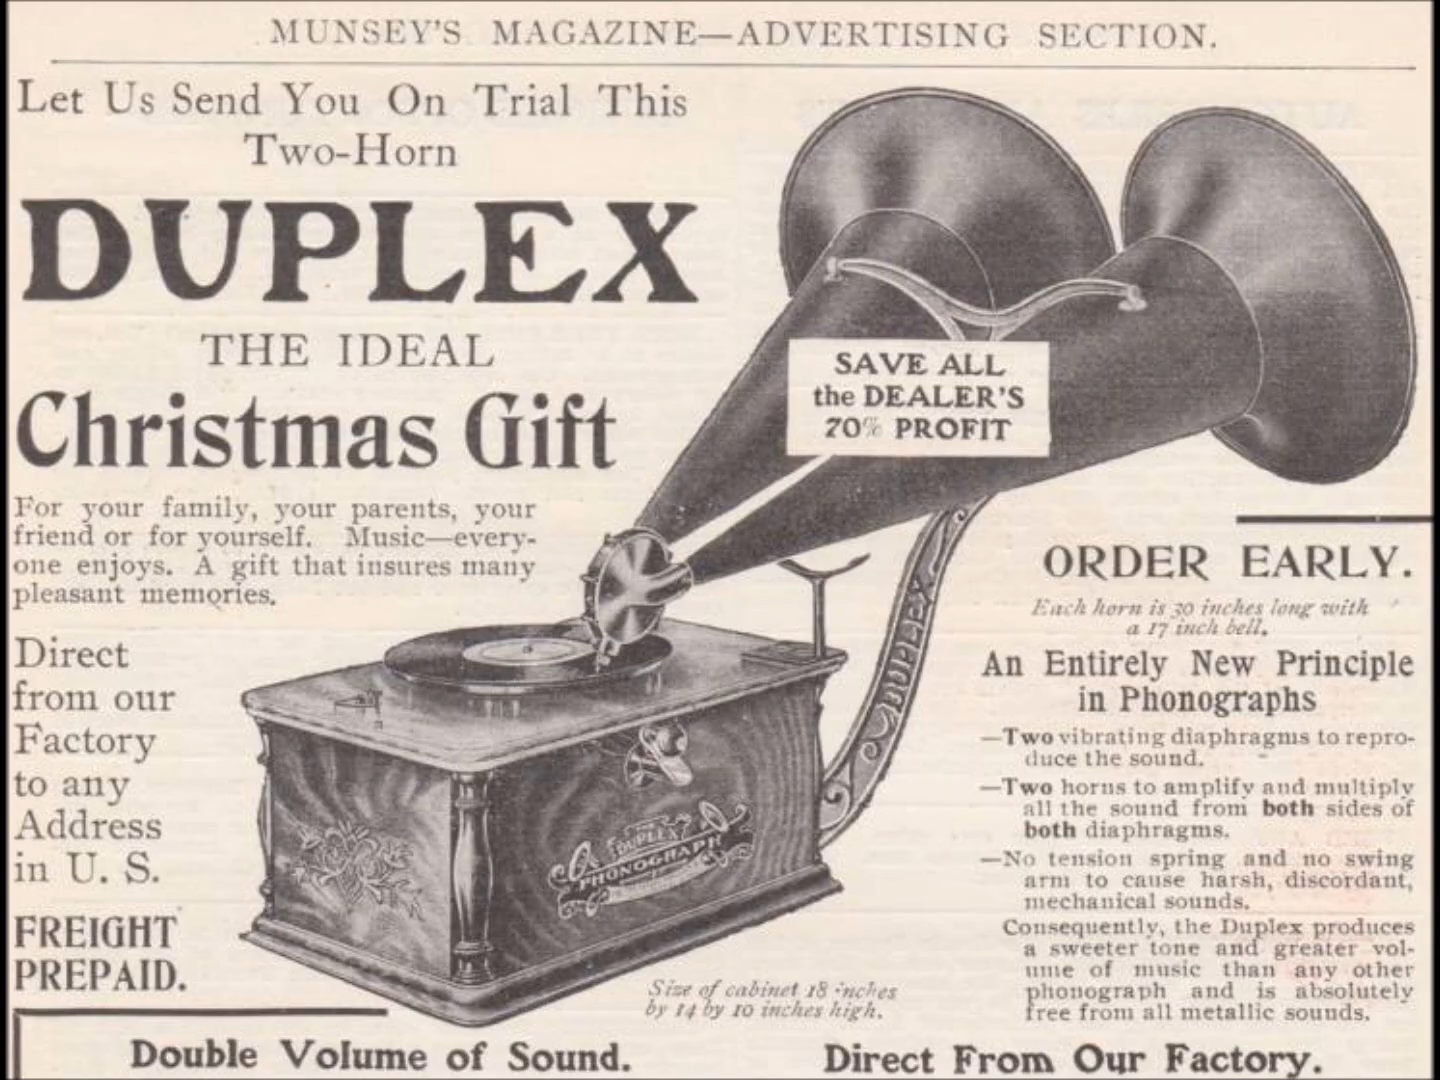 MUNSEY'S MAGAZINE—ADVERTISING SECTION.
Let Us Send You On Trial This
Two-Horn
DUPLEX
THE IDEAL
Christmas Gift
For your family, your parents, your
friend or for yourself. Music—every-
one enjoys. A gift that insures many
pleasant memories.
Direct
from our
Factory
to any
Address
in U. S.
FREIGHT
PREPAID.
SAVE ALL
the DEALER'S
70% PROFIT
DUPLEX
DUPLEX
PHONOGRAPH
Size of cabinet 18 inches
by 14 by 10 inches high.
ORDER EARLY.
Each horn is 30 inches long with
a 17 inch bell.
An Entirely New Principle
in Phonographs
—Two vibrating diaphragms to repro-
duce the sound.
—Two horns to amplify and multiply
all the sound from both sides of
both diaphragms.
—No tension spring and no swing
arm to cause harsh, discordant,
mechanical sounds.
Consequently, the Duplex produces
a sweeter tone and greater vol-
ume of music than any other
phonograph and is absolutely
free from all metallic sounds.
Double Volume of Sound.
Direct From Our Factory.